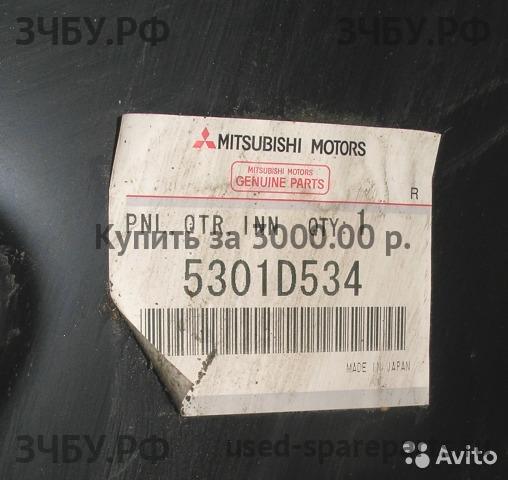 ЗЧБУ.РФ ЗЧБУ.РФ
MITSUBISHI MOTORS
MITSUBISHI MOTORS
GENUINE PARTS
R
PNL. QTR. INN QTY: 1
Купить за 3000.00 р.
5301D534
MADE IN JAPAN
ЗЧБУ.РФ used-spareparts
Avito